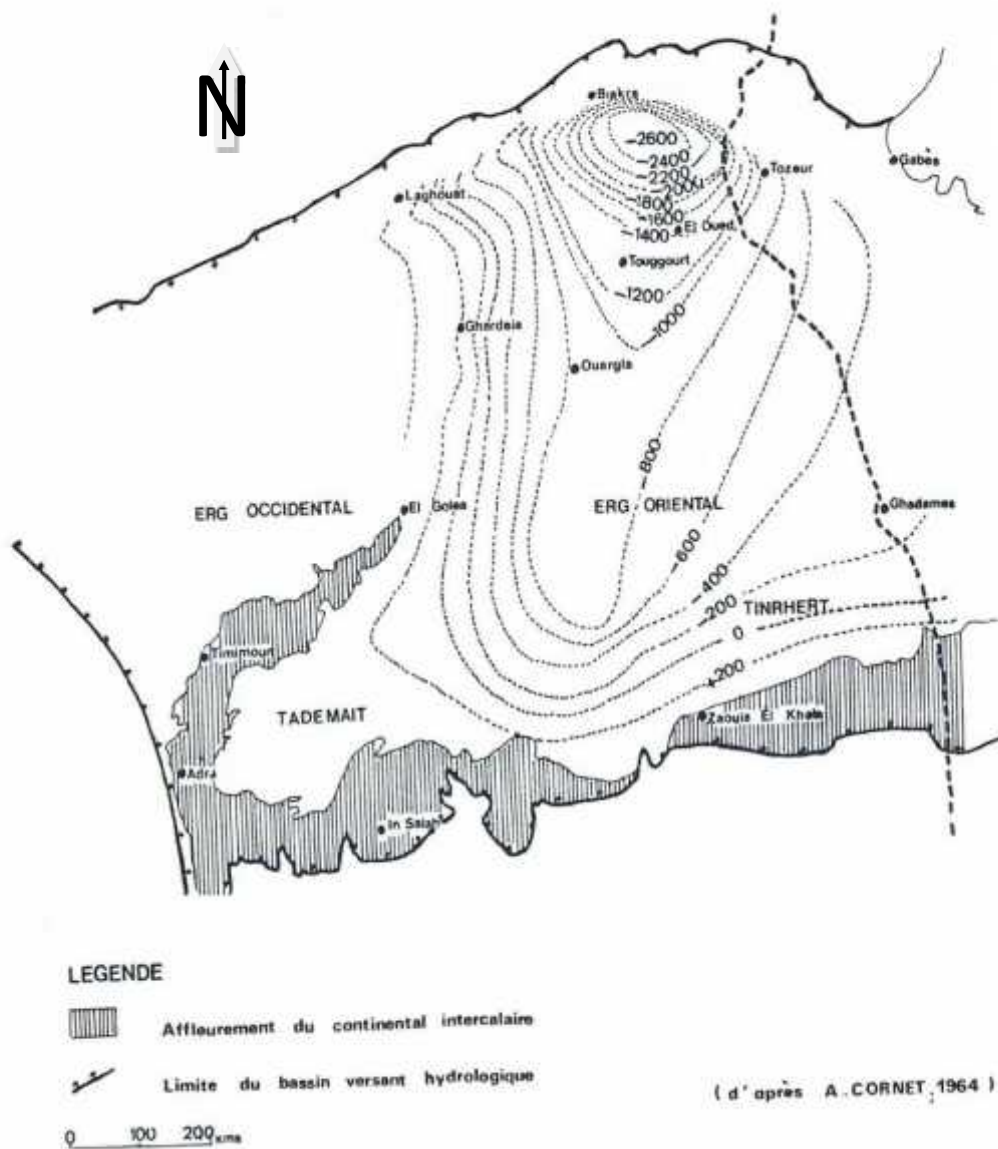 N
Biskra
-2600
-2400
-2200
-2000
-1800
-1600
-1400
El Oued
Tozeur
Gabès
Laghouat
Touggourt
-1200
-1000
Ghardaia
Ouargla
-800
ERG OCCIDENTAL
El Golea
ERG ORIENTAL
Ghadames
-600
-400
-200
TINRHERT
0
+200
Timimoun
TADEMAIT
Zaouia El Khala
Adra
In Salah
LEGENDE
Affleurement du continental intercalaire
Limite du bassin versant hydrologique
(d'après A.CORNET 1964)
0 100 200 kms